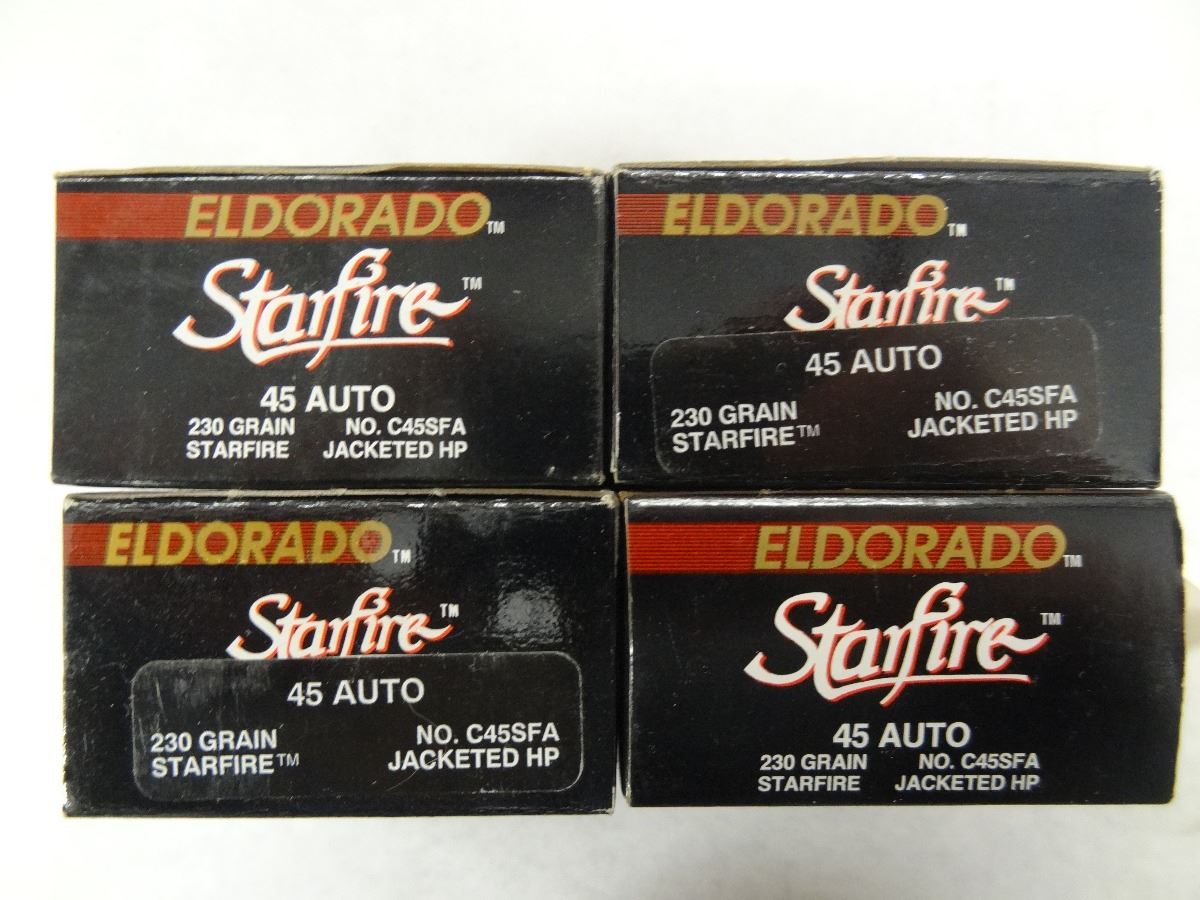 ELDORADO™
Starfire™
45 AUTO
230 GRAIN NO. C45SFA
STARFIRE JACKETED HP
ELDORADO™
Starfire™
45 AUTO
230 GRAIN NO. C45SFA
STARFIRE™ JACKETED HP
ELDORADO™
Starfire™
45 AUTO
230 GRAIN NO. C45SFA
STARFIRE™ JACKETED HP
ELDORADO™
Starfire™
45 AUTO
230 GRAIN NO. C45SFA
STARFIRE JACKETED HP